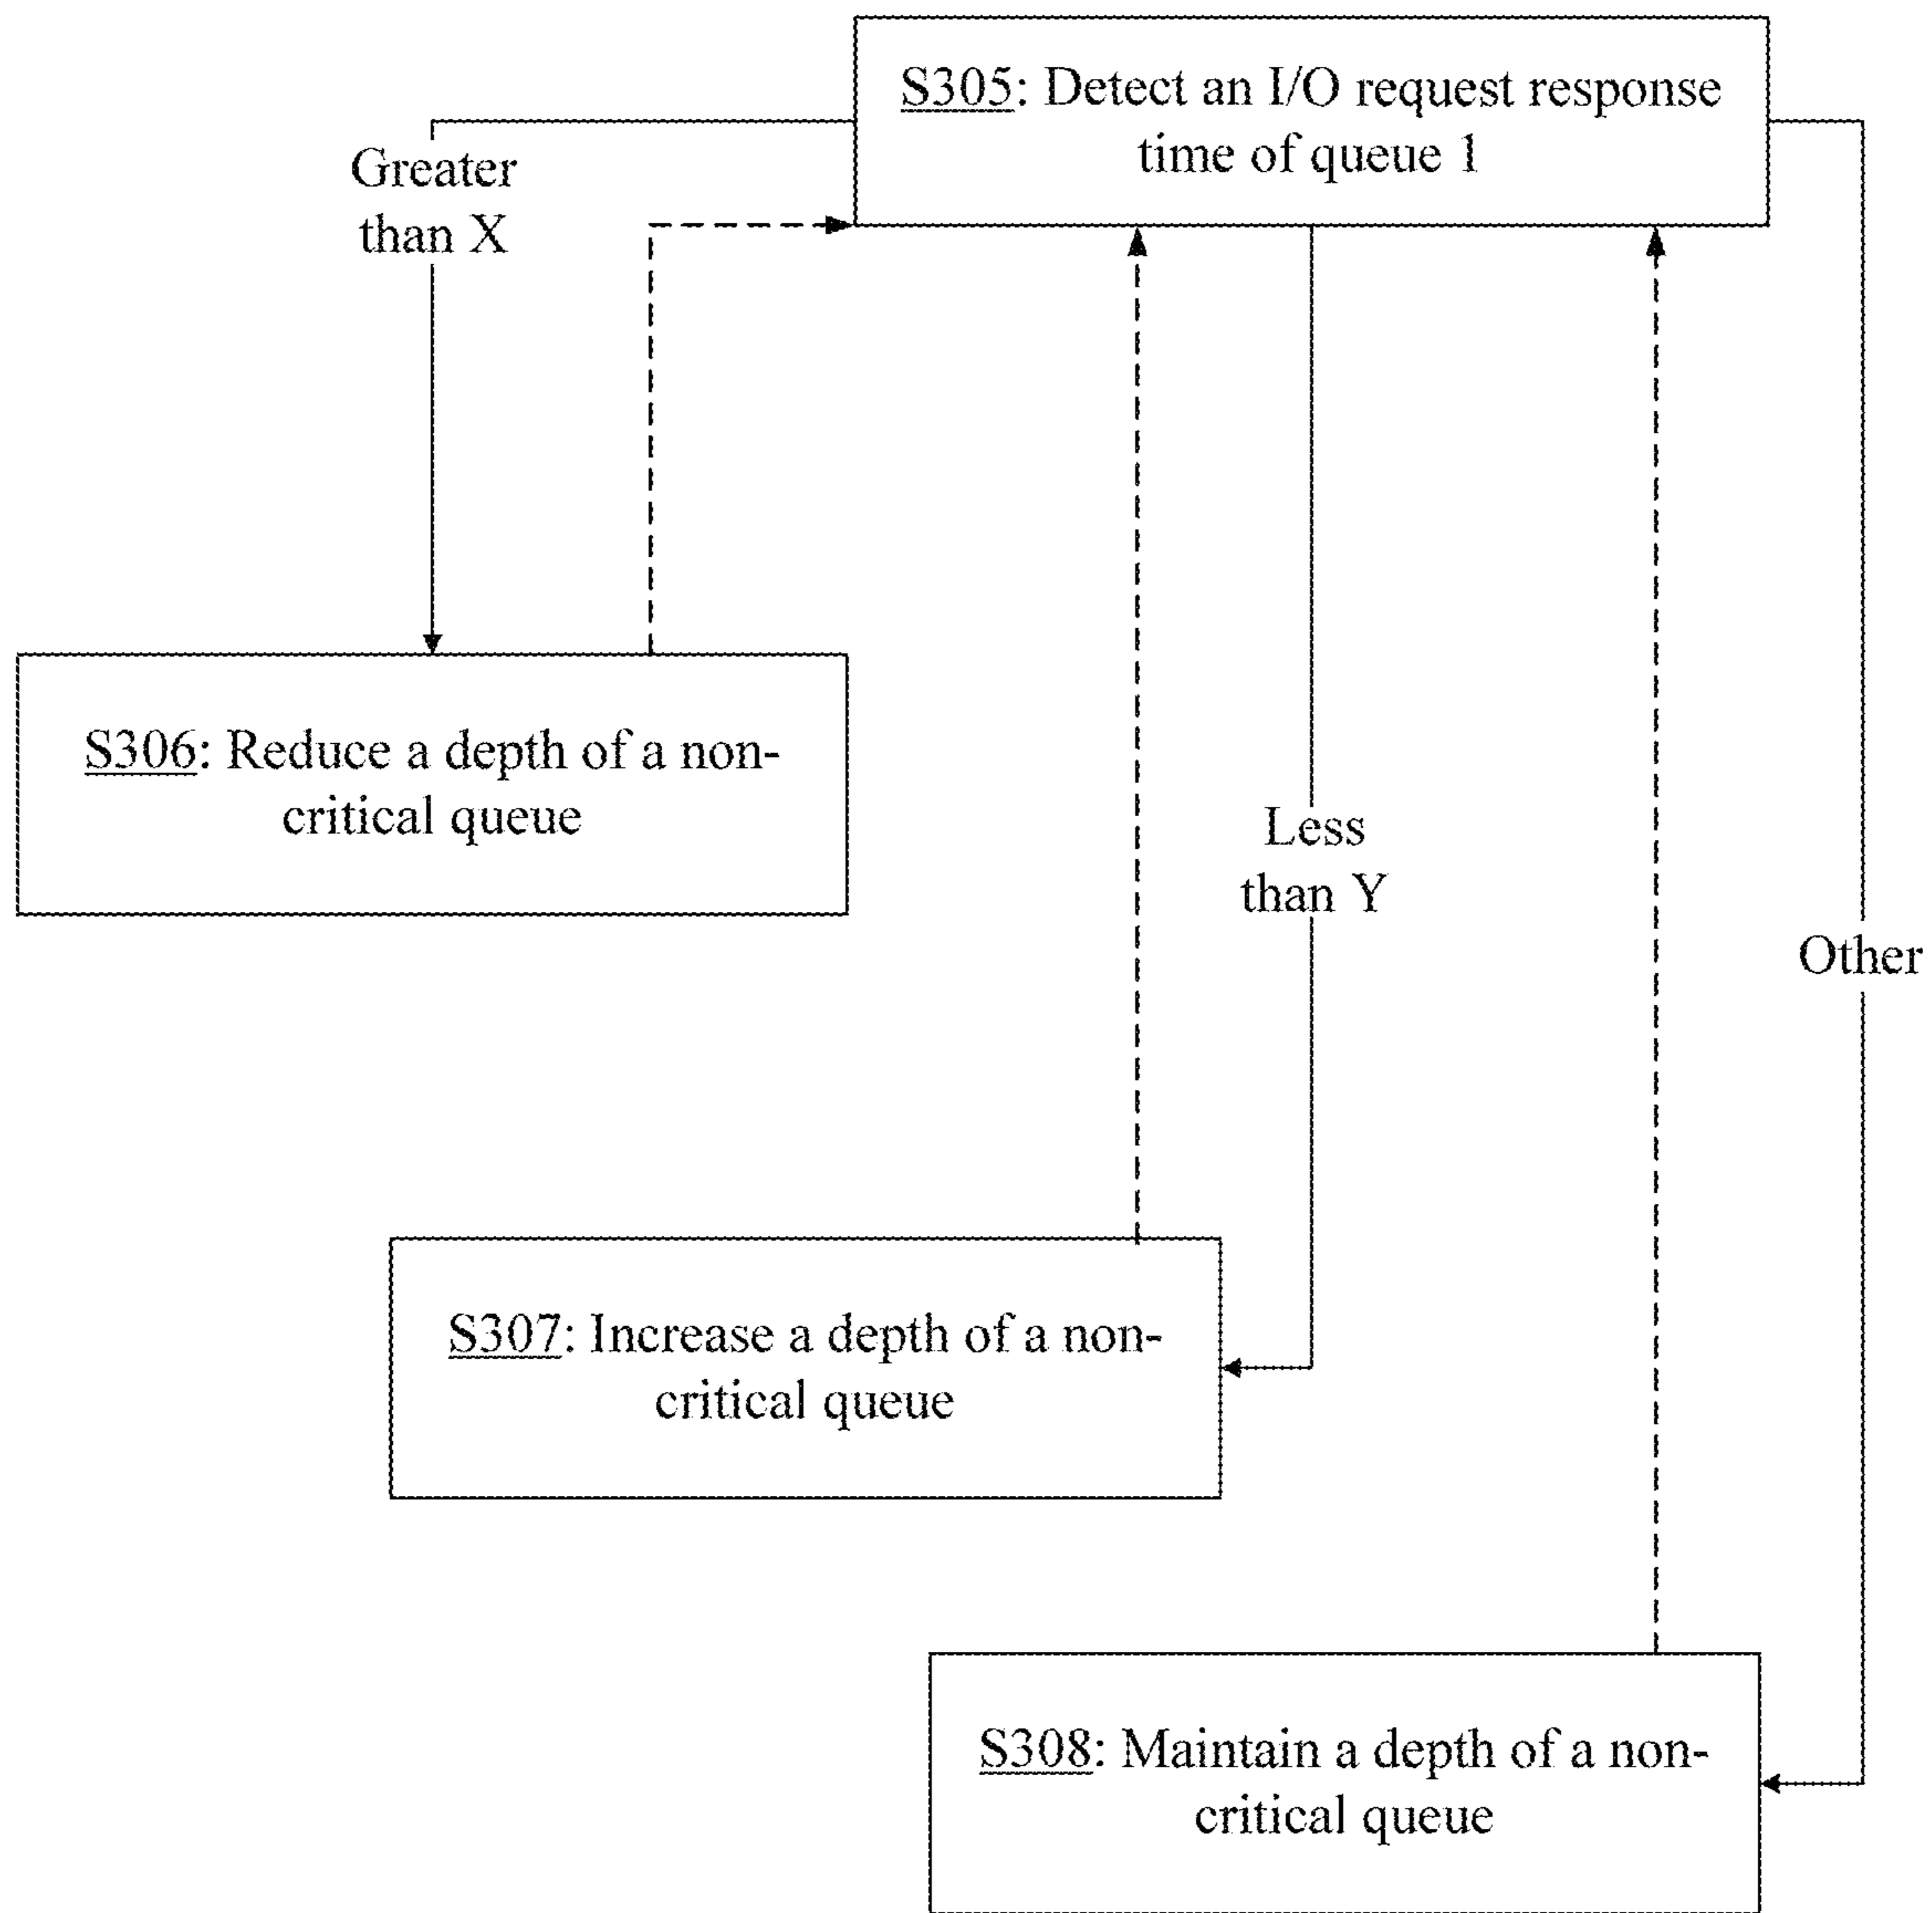 S305: Detect an I/O request response
time of queue 1
Greater
than X
S306: Reduce a depth of a non-
critical queue
Less
than Y
Other
S307: Increase a depth of a non-
critical queue
S308: Maintain a depth of a non-
critical queue